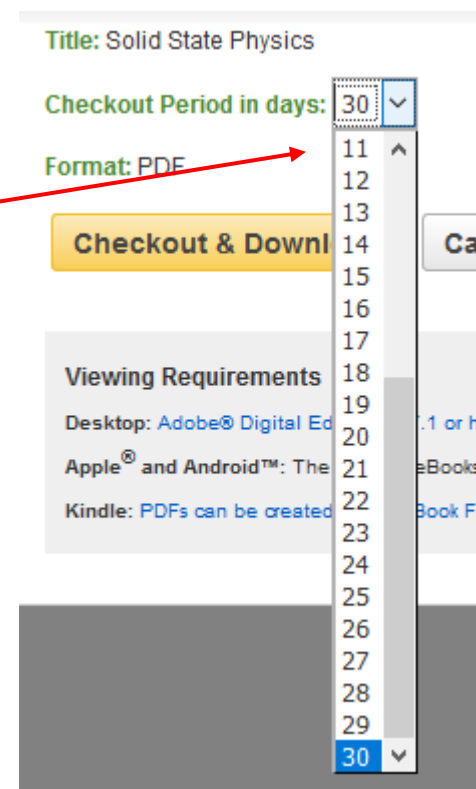 Title: Solid State Physics
Checkout Period in days: 30
Format: PDF
11
12
13
Checkout & Downl
14
Ca
15
16
17
Viewing Requirements
18
19
Desktop: Adobe® Digital Ed
.1 or h
20
Apple® and Android™: The
21
eBooks
22
Kindle: PDFs can be created
Book F
23
24
25
26
27
28
29
30